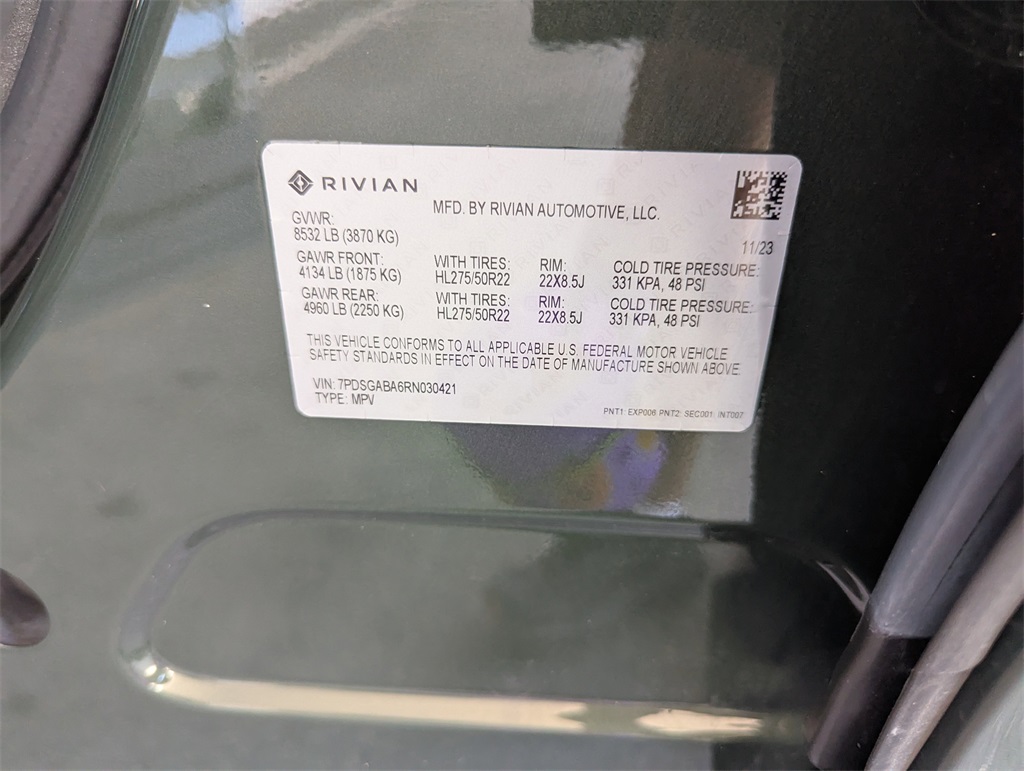 RIVIAN
MFD. BY RIVIAN AUTOMOTIVE, LLC.
GVWR:
8532 LB (3870 KG)
11/23
GAWR FRONT: WITH TIRES: RIM: COLD TIRE PRESSURE:
4134 LB (1875 KG) HL275/50R22 22X8.5J 331 KPA, 48 PSI
GAWR REAR: WITH TIRES: RIM: COLD TIRE PRESSURE:
4960 LB (2250 KG) HL275/50R22 22X8.5J 331 KPA, 48 PSI
THIS VEHICLE CONFORMS TO ALL APPLICABLE U.S. FEDERAL MOTOR VEHICLE
SAFETY STANDARDS IN EFFECT ON THE DATE OF MANUFACTURE SHOWN ABOVE.
VIN: 7PDSGABA6RN030421
TYPE: MPV
PNT1: EXP006 PNT2: SEC001: INT007